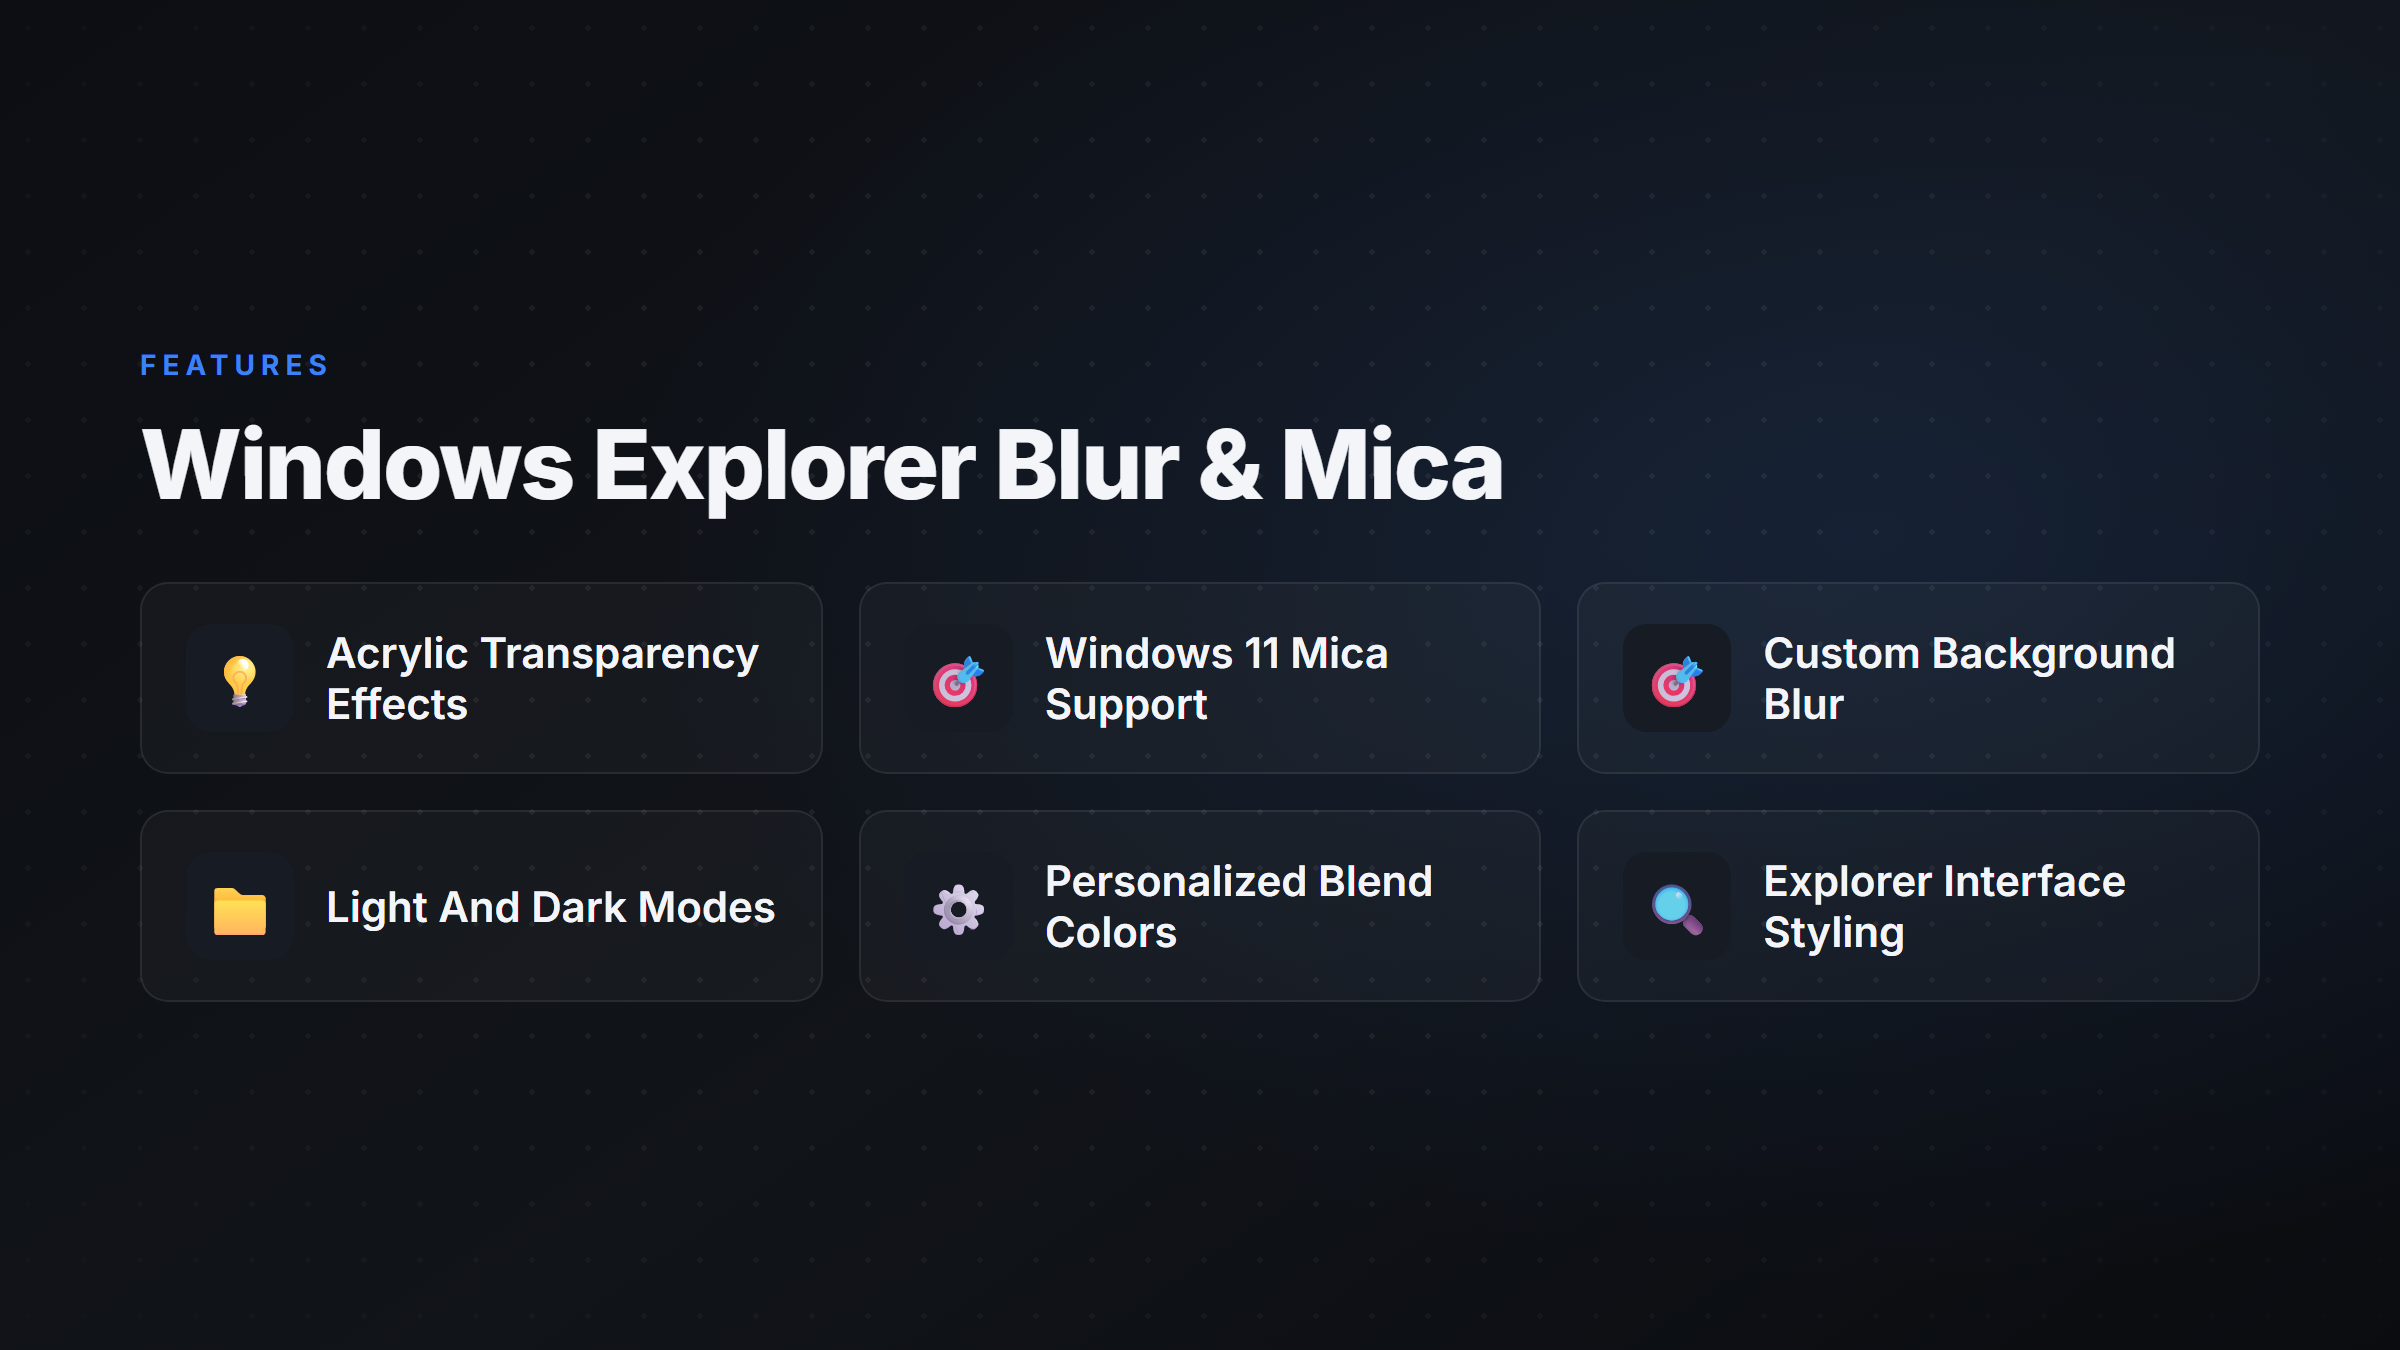 FEATURES
Windows Explorer Blur & Mica
Acrylic Transparency
Effects
Windows 11 Mica
Support
Custom Background
Blur
Light And Dark Modes
Personalized Blend
Colors
Explorer Interface
Styling